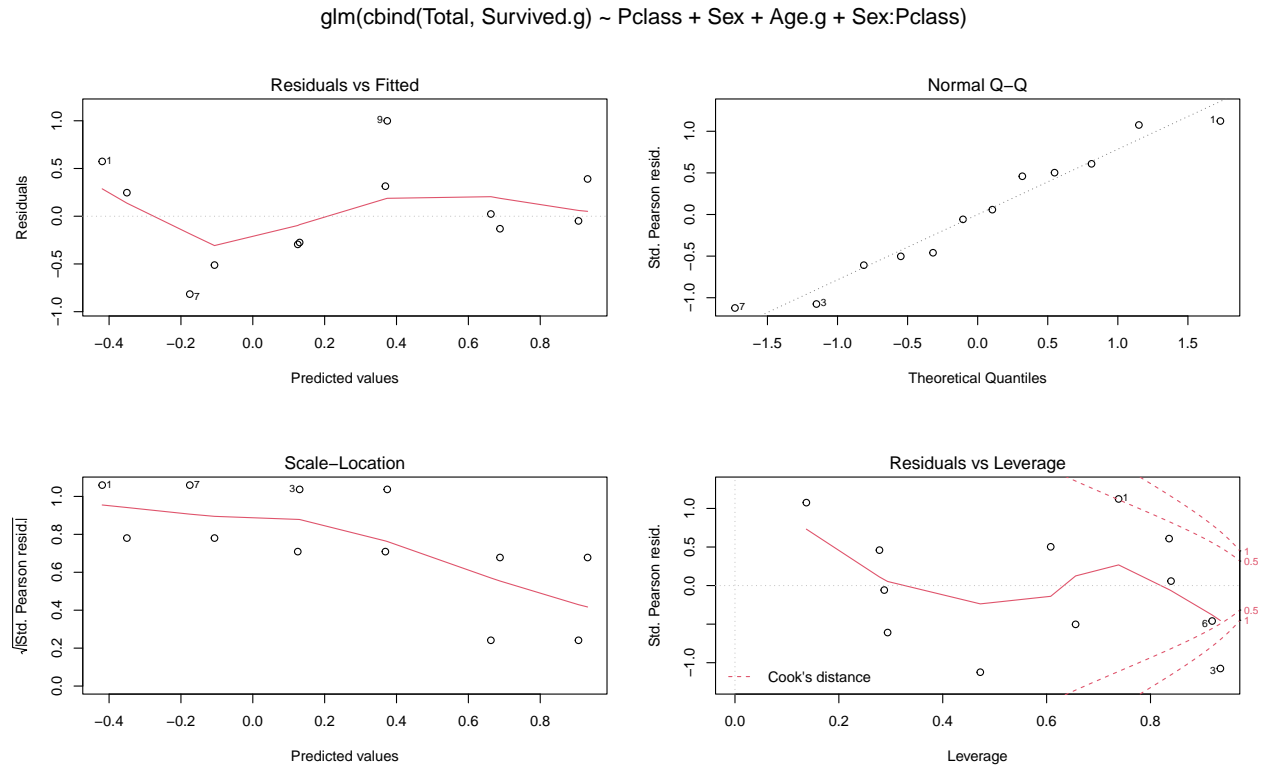 glm(cbind(Total, Survived.g) ~ Pclass + Sex + Age.g + Sex:Pclass)
Residuals vs Fitted
Residuals
−1.0
−0.5
0.0
0.5
1.0
1
7
9
−0.4 −0.2 0.0 0.2 0.4 0.6 0.8
Predicted values
Normal Q−Q
Std. Pearson resid.
−1.0
−0.5
0.0
0.5
1.0
7
3
1
−1.5 −1.0 −0.5 0.0 0.5 1.0 1.5
Theoretical Quantiles
Scale−Location
√|Std. Pearson resid.|
0.0
0.2
0.4
0.6
0.8
1.0
1
7
3
−0.4 −0.2 0.0 0.2 0.4 0.6 0.8
Predicted values
Residuals vs Leverage
Std. Pearson resid.
−1.0
0.0
0.5
1.0
1
6
3
1
0.5
0.5
1
Cook's distance
0.0 0.2 0.4 0.6 0.8
Leverage